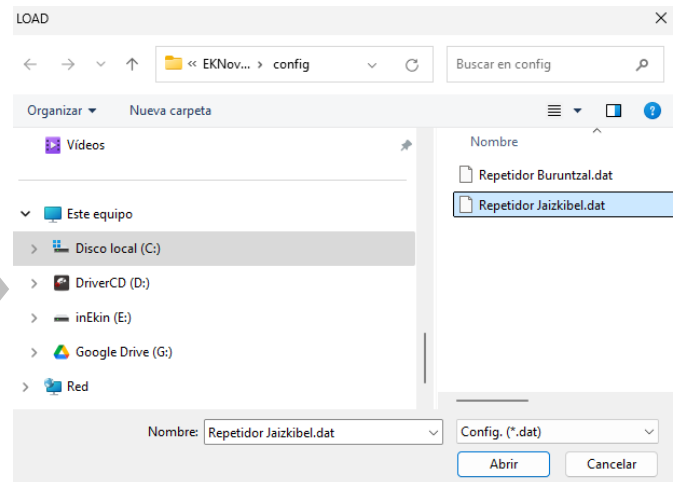 LOAD
« EKNov... › config
Buscar en config
Organizar
Nueva carpeta
Vídeos
Este equipo
Disco local (C:)
DriverCD (D:)
inEkin (E:)
Google Drive (G:)
Red
Nombre
Repetidor Buruntzal.dat
Repetidor Jaizkibel.dat
Nombre: Repetidor Jaizkibel.dat
Config. (*.dat)
Abrir
Cancelar